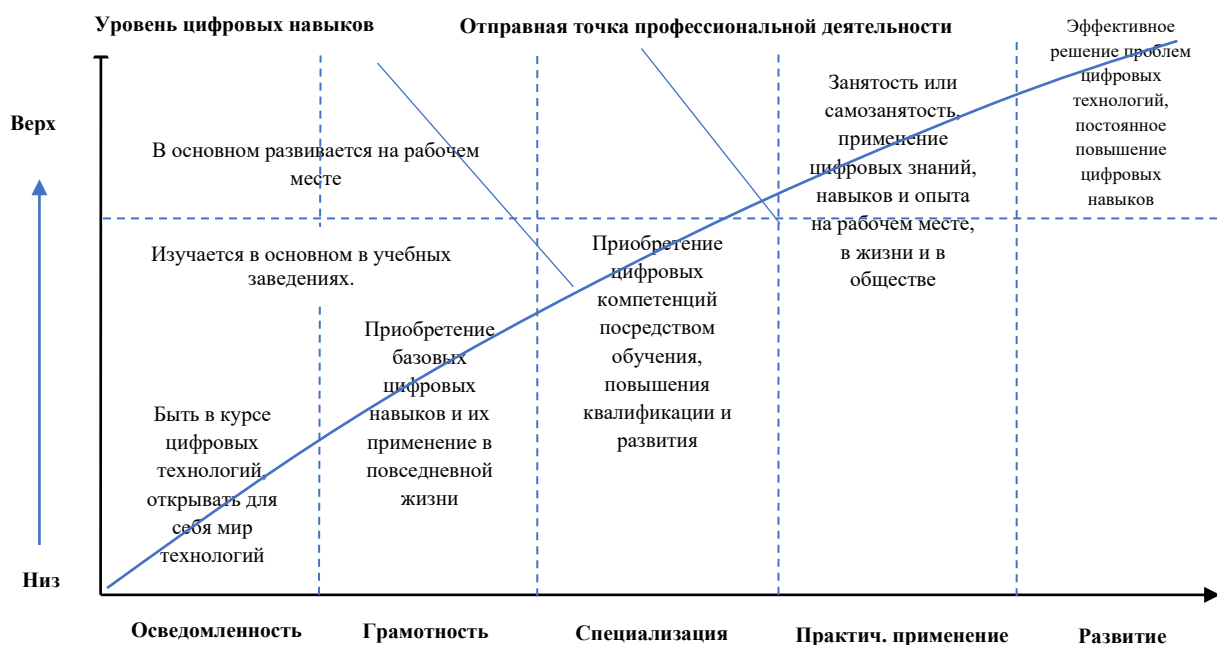 Уровень цифровых навыков
Отправная точка профессиональной деятельности
Верх
Низ
В основном развивается на рабочем
месте
Изучается в основном в учебных
заведениях.
Быть в курсе
цифровых
технологий,
открывать для
себя мир
технологий
Приобретение
базовых
цифровых
навыков и их
применение в
повседневной
жизни
Приобретение
цифровых
компетенций
посредством
обучения,
повышения
квалификации и
развития
Занятость или
самозанятость,
применение
цифровых знаний,
навыков и опыта
на рабочем месте,
в жизни и в
обществе
Эффективное
решение проблем
цифровых
технологий,
постоянное
повышение
цифровых
навыков
Осведомленность
Грамотность
Специализация
Практич. применение
Развитие